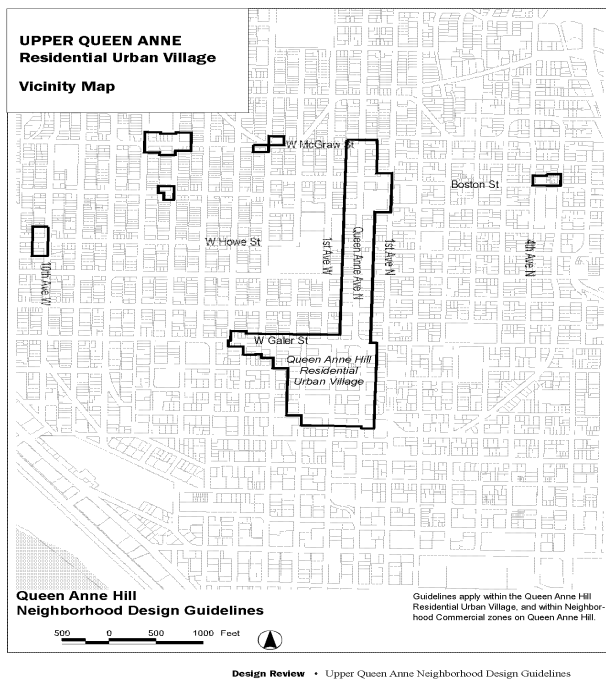 UPPER QUEEN ANNE
Residential Urban Village
Vicinity Map
W McGraw St
Boston St
W Howe St
10th Ave W
1st Ave W
Queen Anne Ave N
1st Ave N
4th Ave N
W Galer St
Queen Anne Hill
Residential
Urban Village
Queen Anne Hill
Neighborhood Design Guidelines
Guidelines apply within the Queen Anne Hill
Residential Urban Village, and within Neighbor-
hood Commercial zones on Queen Anne Hill.
500 0 500 1000 Feet
Design Review • Upper Queen Anne Neighborhood Design Guidelines